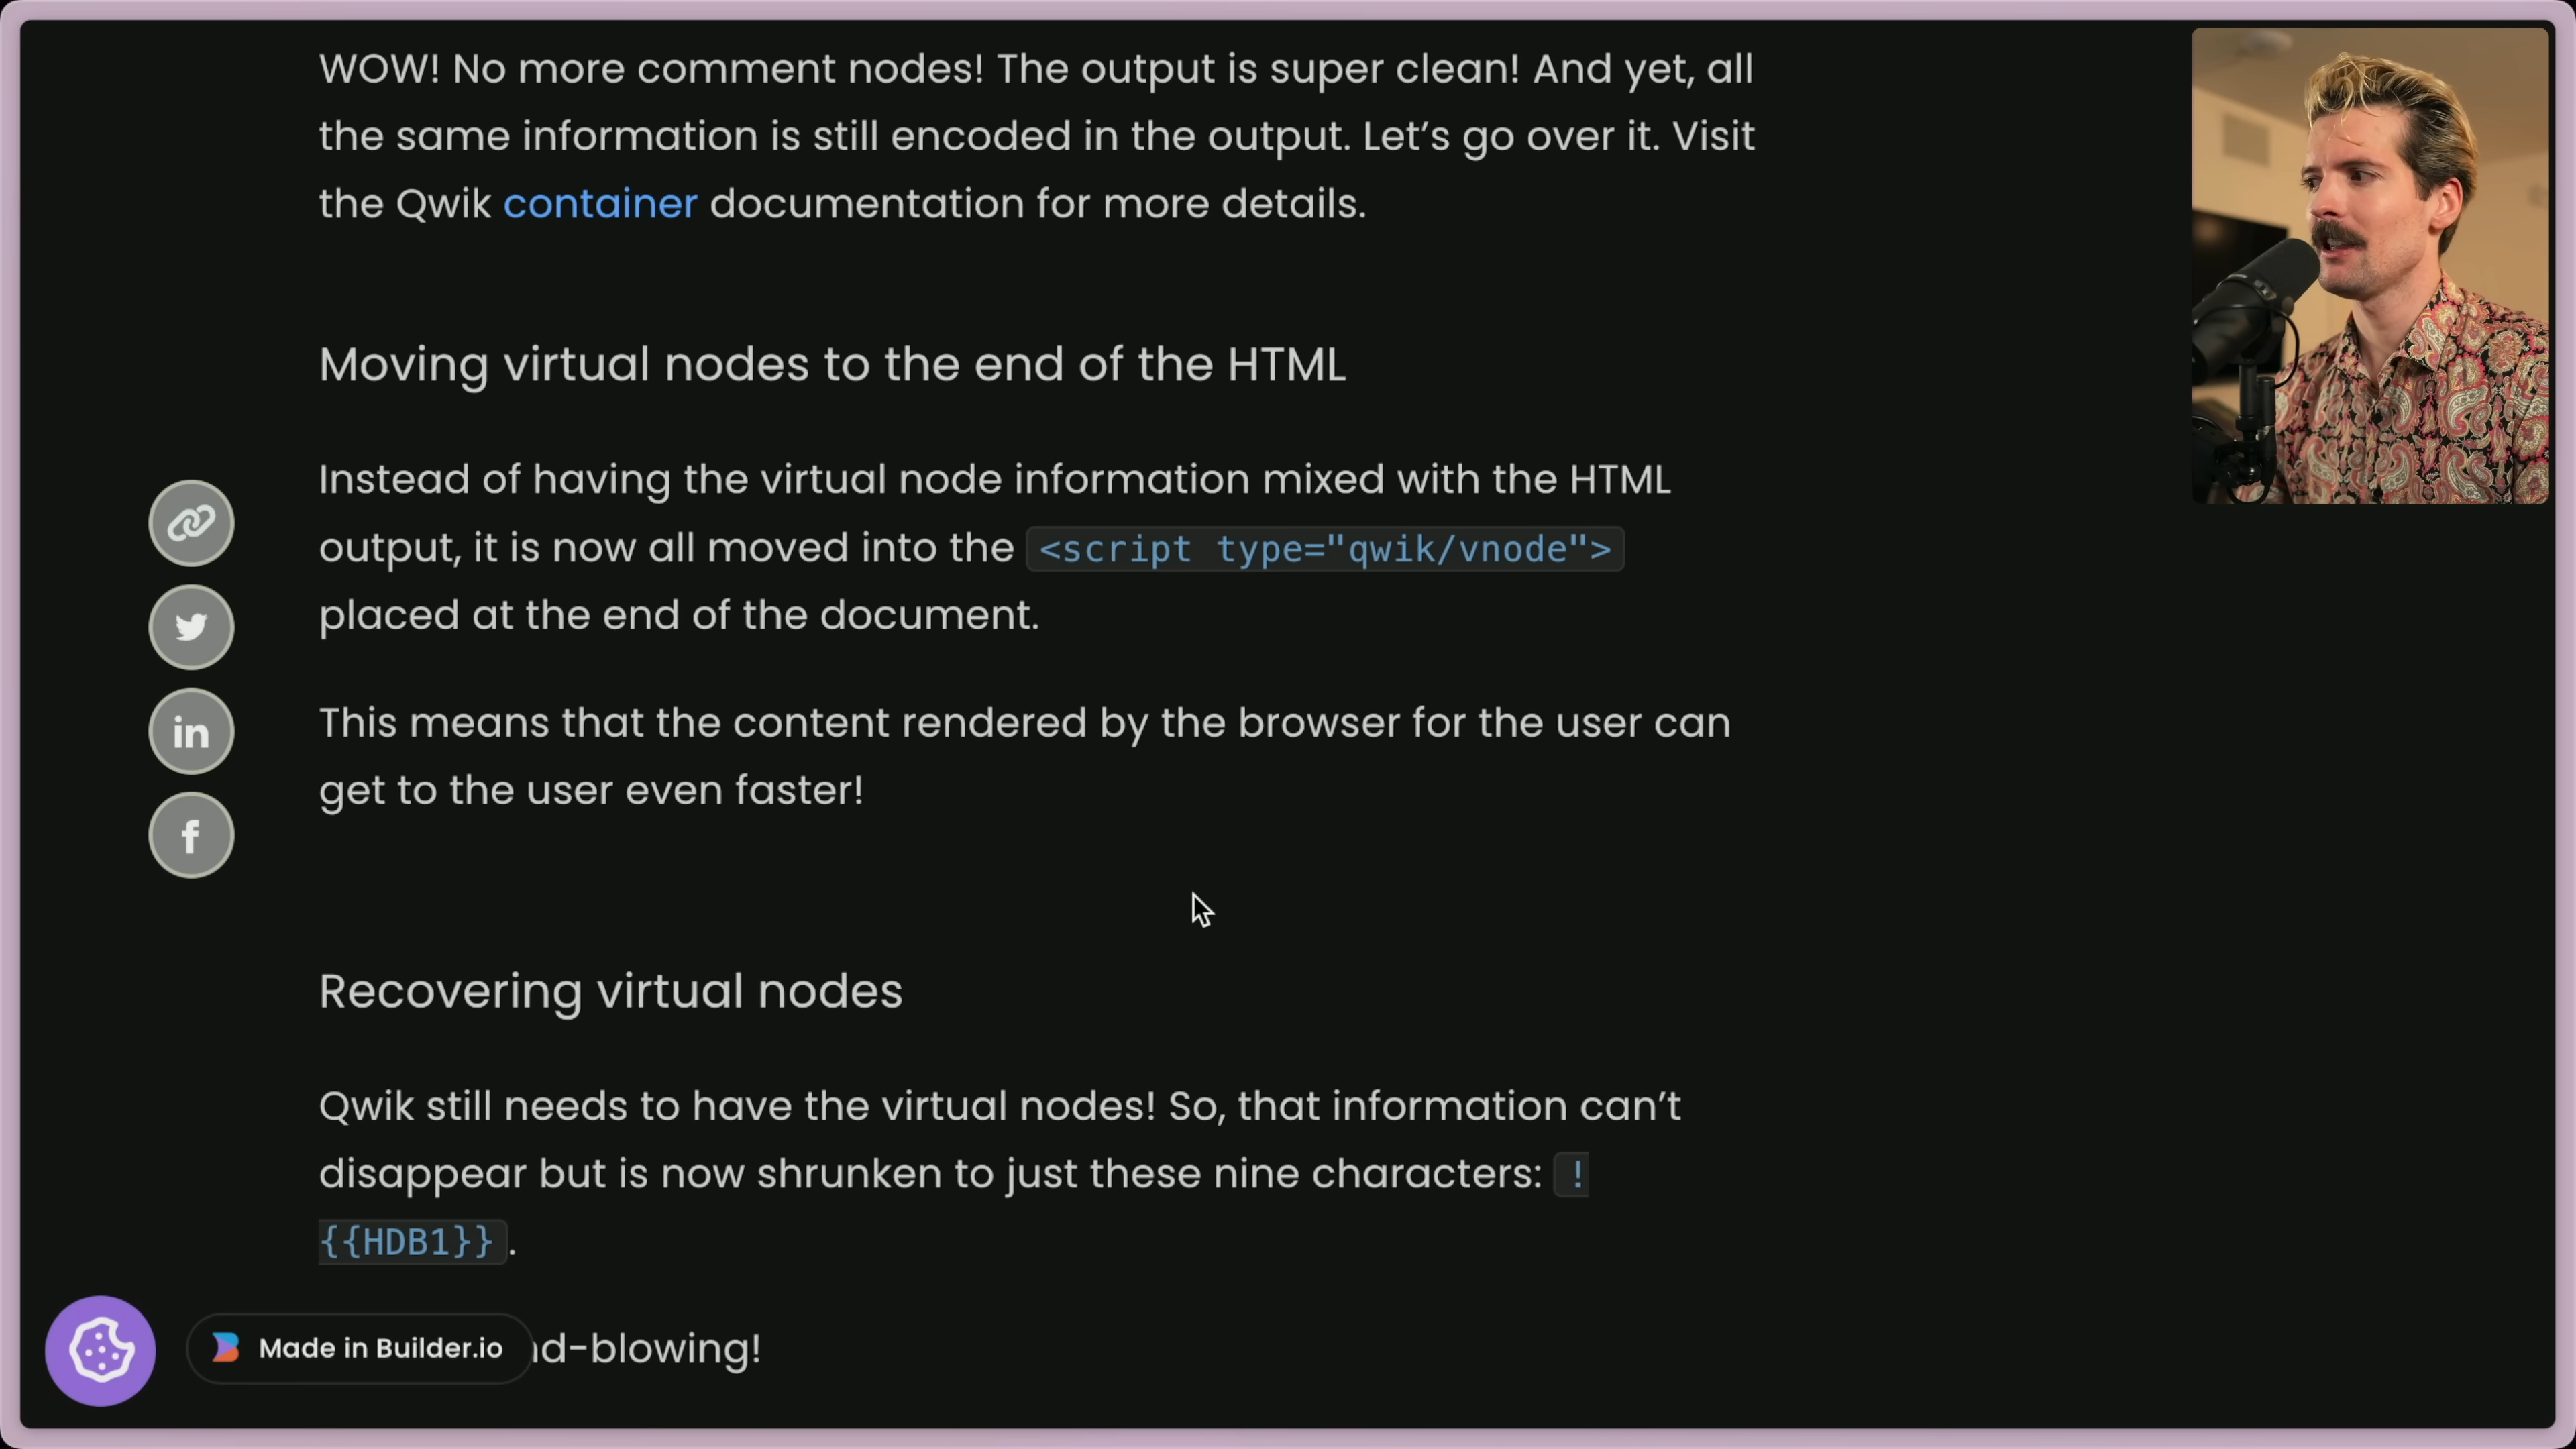 WOW! No more comment nodes! The output is super clean! And yet, all
the same information is still encoded in the output. Let’s go over it. Visit
the Qwik container documentation for more details.
Moving virtual nodes to the end of the HTML
Instead of having the virtual node information mixed with the HTML
output, it is now all moved into the <script type="qwik/vnode">
placed at the end of the document.
This means that the content rendered by the browser for the user can
get to the user even faster!
in
f
Recovering virtual nodes
Qwik still needs to have the virtual nodes! So, that information can’t
disappear but is now shrunken to just these nine characters: !
{{HDB1}}.
Made in Builder.io
d-blowing!